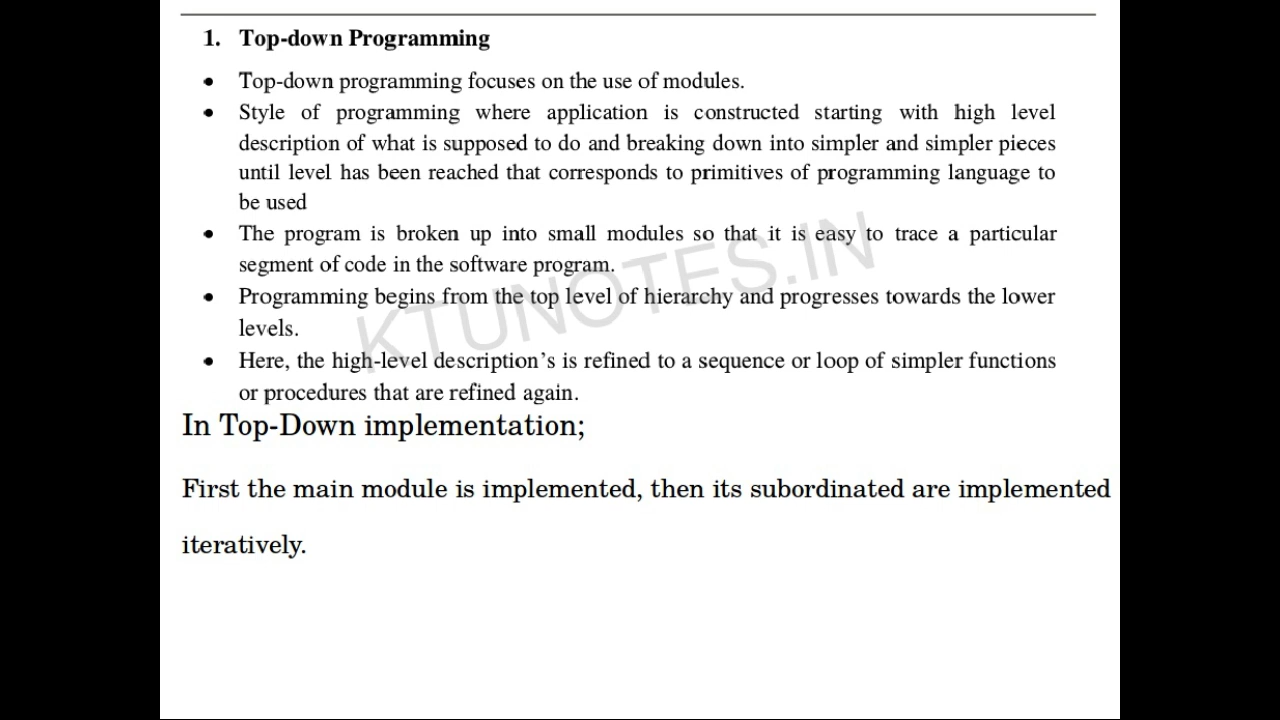 1. Top-down Programming
• Top-down programming focuses on the use of modules.
• Style of programming where application is constructed starting with high level
description of what is supposed to do and breaking down into simpler and simpler pieces
until level has been reached that corresponds to primitives of programming language to
be used
• The program is broken up into small modules so that it is easy to trace a particular
segment of code in the software program.
• Programming begins from the top level of hierarchy and progresses towards the lower
levels.
• Here, the high-level description’s is refined to a sequence or loop of simpler functions
or procedures that are refined again.
KTUNOTES.IN
In Top-Down implementation;
First the main module is implemented, then its subordinated are implemented
iteratively.